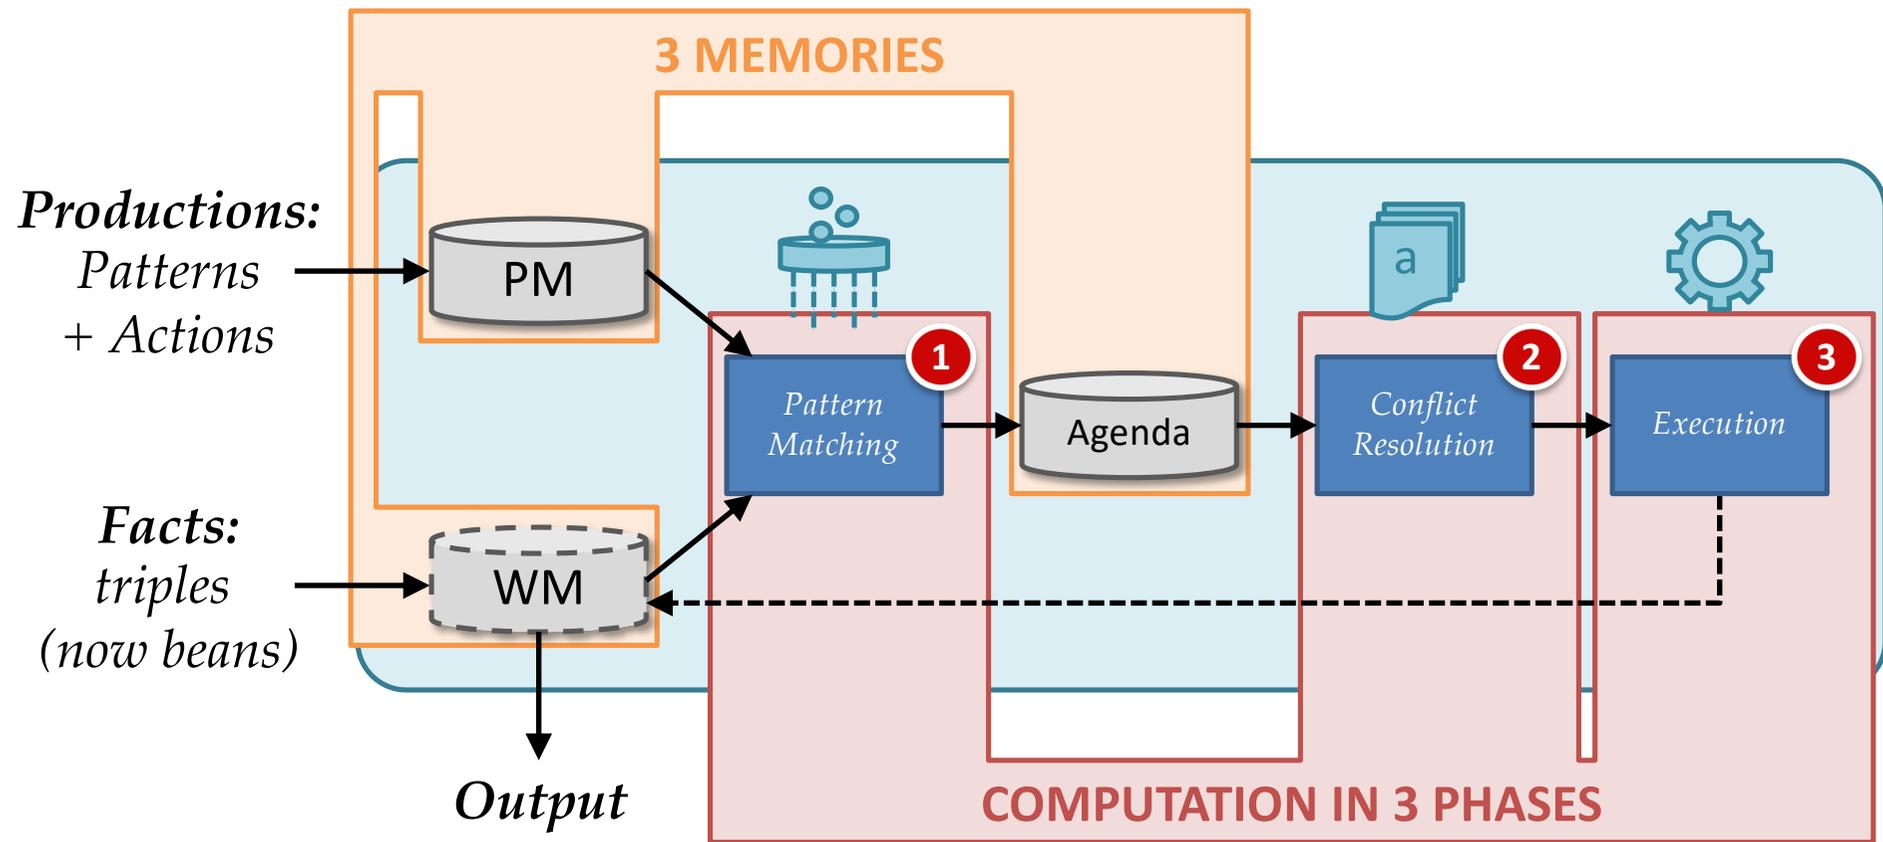 3 MEMORIES
Productions:
Patterns
+ Actions
PM
a
1
2
3
Pattern
Matching
Agenda
Conflict
Resolution
Execution
Facts:
triples
(now beans)
WM
Output
COMPUTATION IN 3 PHASES